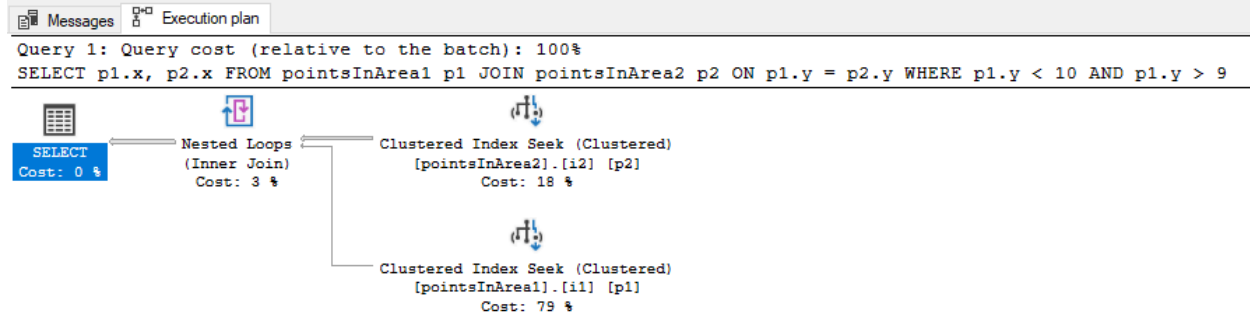 Messages Execution plan
Query 1: Query cost (relative to the batch): 100%
SELECT p1.x, p2.x FROM pointsInArea1 p1 JOIN pointsInArea2 p2 ON p1.y = p2.y WHERE p1.y < 10 AND p1.y > 9
SELECT
Cost: 0 %
Nested Loops
(Inner Join)
Cost: 3 %
Clustered Index Seek (Clustered)
[pointsInArea2].[i2] [p2]
Cost: 18 %
Clustered Index Seek (Clustered)
[pointsInArea1].[i1] [p1]
Cost: 79 %